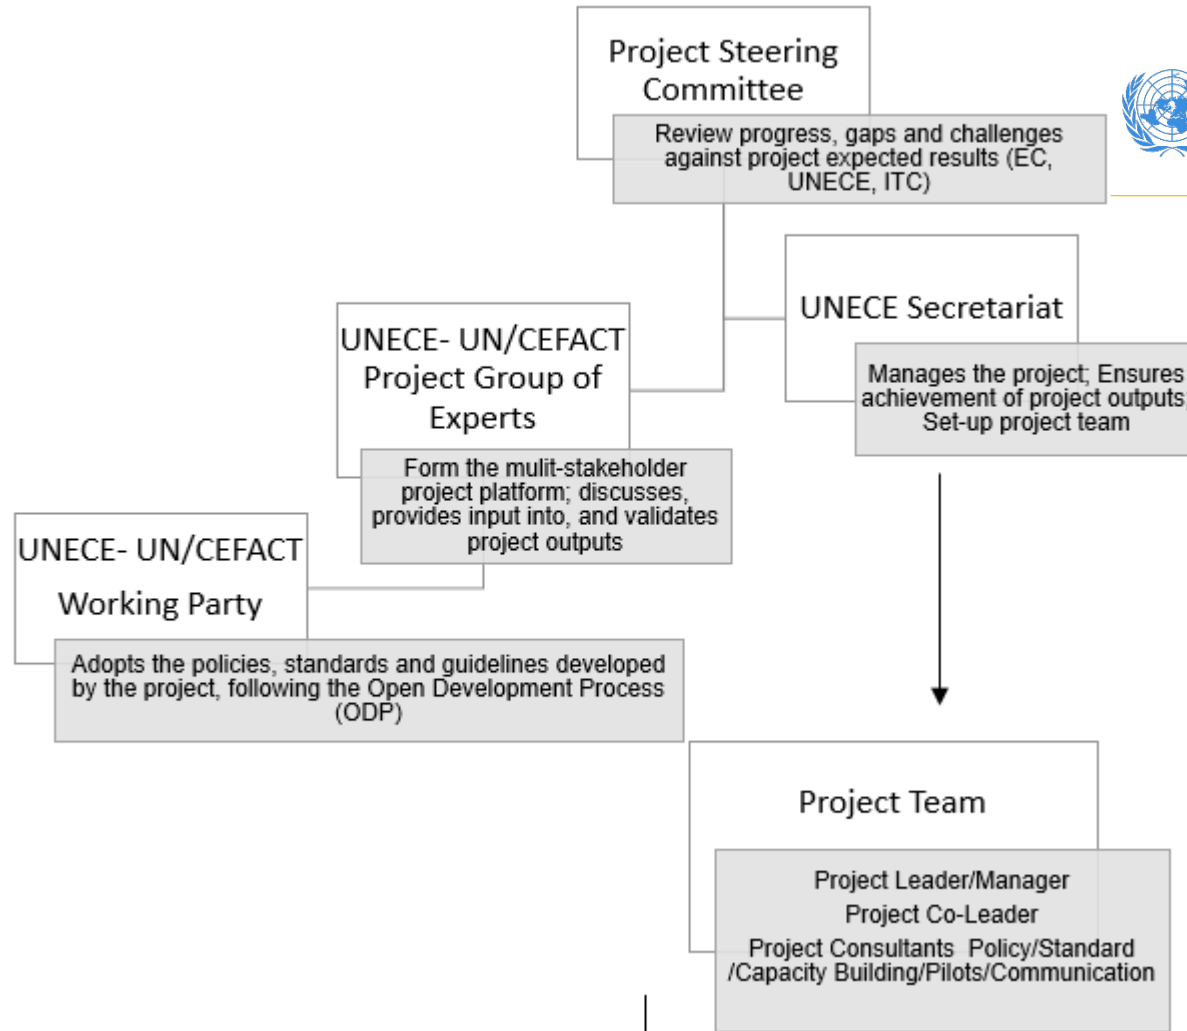 Project Steering
Committee
Review progress, gaps and challenges
against project expected results (EC,
UNECE, ITC)
UNECE Secretariat
Manages the project; Ensures
achievement of project outputs;
Set-up project team
UNECE- UN/CEFACT
Project Group of
Experts
Form the mulit-stakeholder
project platform; discusses,
provides input into, and validates
project outputs
UNECE- UN/CEFACT
Working Party
Adopts the policies, standards and guidelines developed
by the project, following the Open Development Process
(ODP)
Project Team
Project Leader/Manager
Project Co-Leader
Project Consultants  Policy/Standard
/Capacity Building/Pilots/Communication